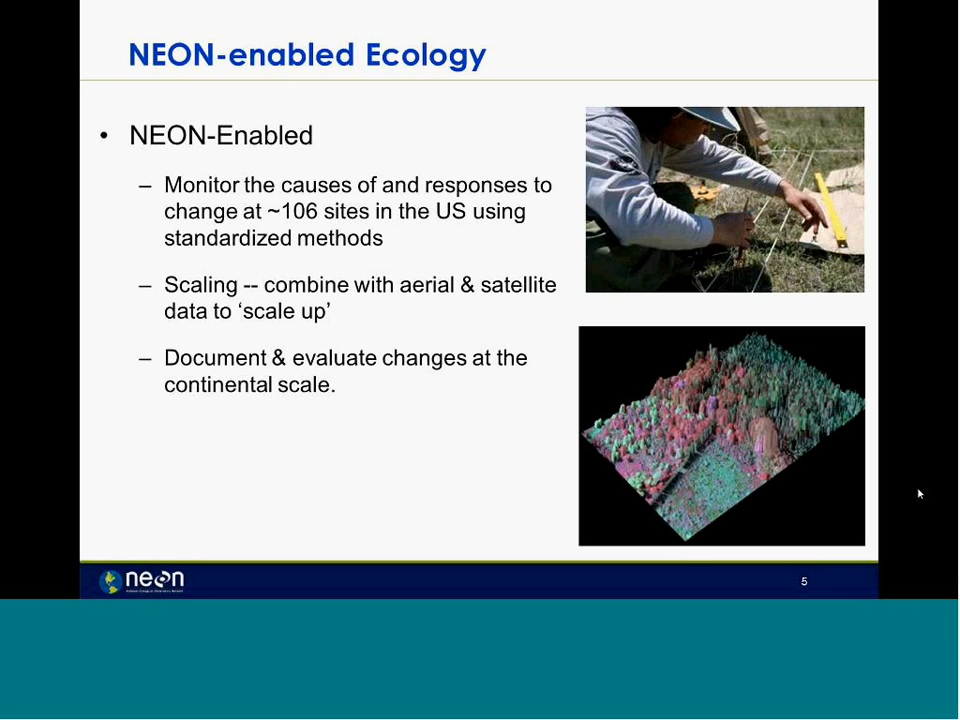 NEON-enabled Ecology
• NEON-Enabled
– Monitor the causes of and responses to
change at ~106 sites in the US using
standardized methods
– Scaling -- combine with aerial & satellite
data to ‘scale up’
– Document & evaluate changes at the
continental scale.
neon
5